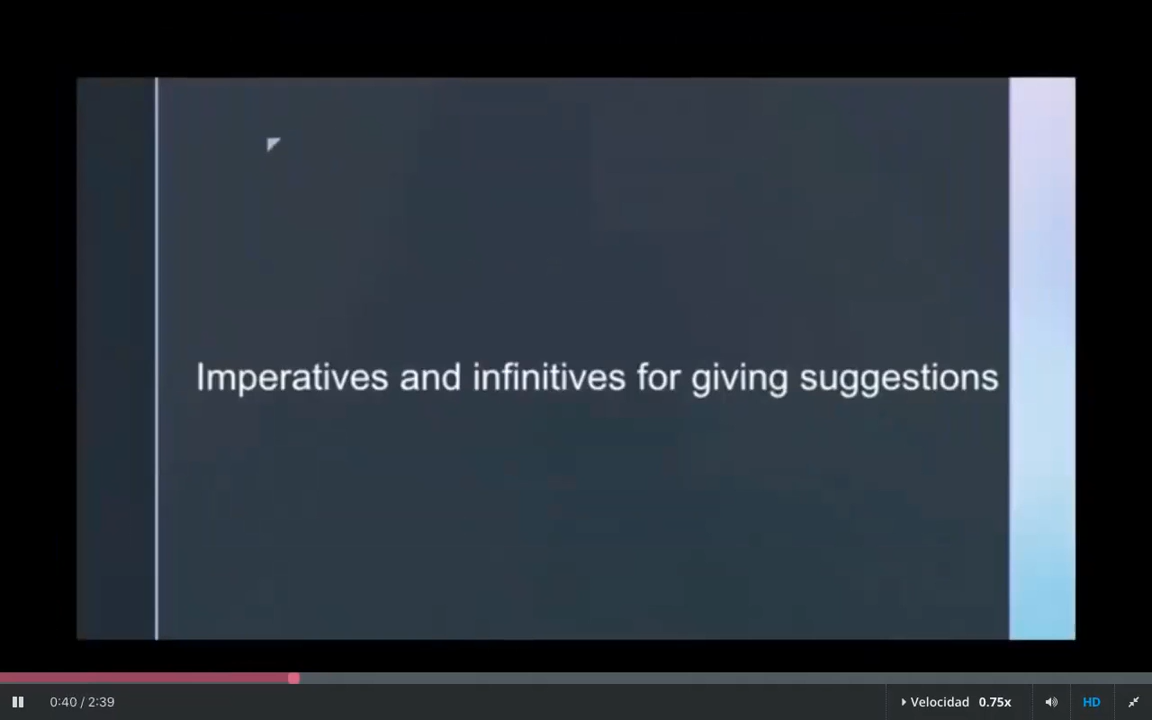 Imperatives and infinitives for giving suggestions
0:40 / 2:39
Velocidad 0.75x
HD